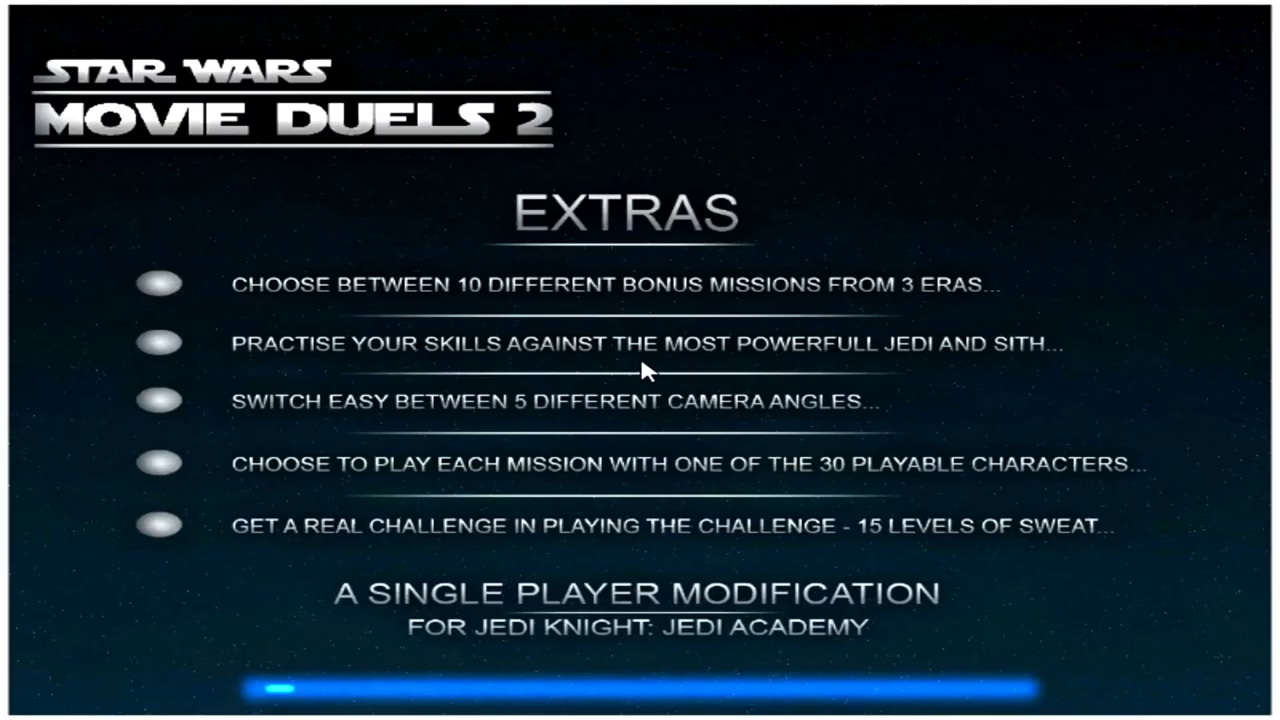 STAR WARS
MOVIE DUELS 2
EXTRAS
CHOOSE BETWEEN 10 DIFFERENT BONUS MISSIONS FROM 3 ERAS...
PRACTISE YOUR SKILLS AGAINST THE MOST POWERFULL JEDI AND SITH...
SWITCH EASY BETWEEN 5 DIFFERENT CAMERA ANGLES...
CHOOSE TO PLAY EACH MISSION WITH ONE OF THE 30 PLAYABLE CHARACTERS...
GET A REAL CHALLENGE IN PLAYING THE CHALLENGE - 15 LEVELS OF SWEAT...
A SINGLE PLAYER MODIFICATION
FOR JEDI KNIGHT: JEDI ACADEMY